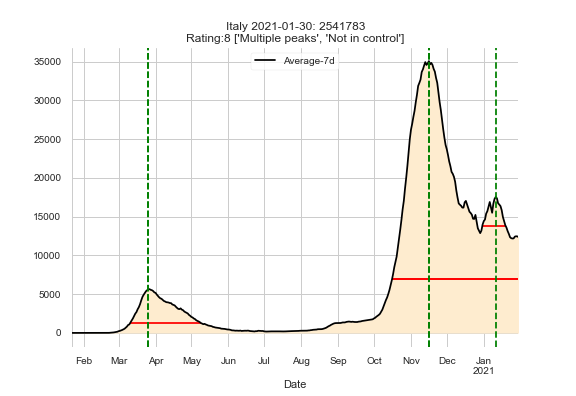 Italy 2021-01-30: 2541783
Rating:8 ['Multiple peaks', 'Not in control']
Average-7d
35000
30000
25000
20000
15000
10000
5000
0
Feb Mar Apr May Jun Jul Aug Sep Oct Nov Dec Jan
2021
Date